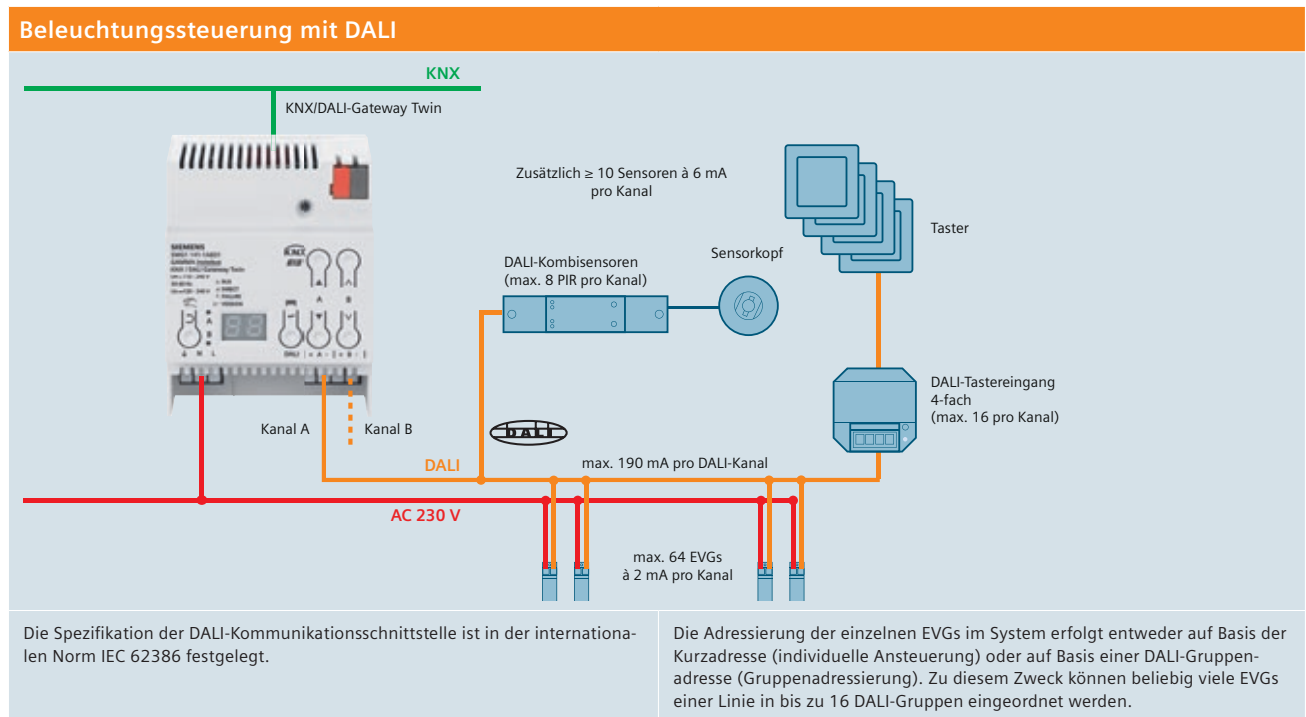 Beleuchtungssteuerung mit DALI
KNX
KNX/DALI-Gateway Twin
Zusätzlich ≥ 10 Sensoren à 6 mA
pro Kanal
Taster
Sensorkopf
DALI-Kombisensoren
(max. 8 PIR pro Kanal)
SIEMENS
KNX / DALI Gateway Twin
A
B
DALI
DALI-Tastereingang
4-fach
(max. 16 pro Kanal)
Kanal A
Kanal B
DALI
DALI
max. 190 mA pro DALI-Kanal
AC 230 V
max. 64 EVGs
à 2 mA pro Kanal
Die Spezifikation der DALI-Kommunikationsschnittstelle ist in der internationa-
len Norm IEC 62386 festgelegt.
Die Adressierung der einzelnen EVGs im System erfolgt entweder auf Basis der
Kurzadresse (individuelle Ansteuerung) oder auf Basis einer DALI-Gruppen-
adresse (Gruppenadressierung). Zu diesem Zweck können beliebig viele EVGs
einer Linie in bis zu 16 DALI-Gruppen eingeordnet werden.